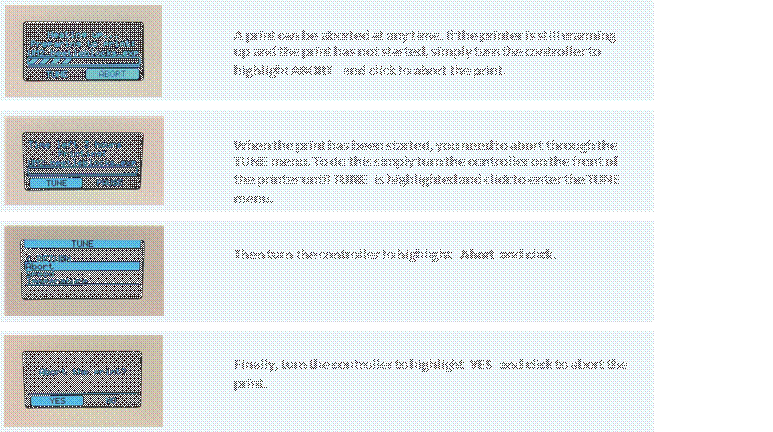 ABORT
A print can be aborted at any time. If the printer is still warming
up and the print has not started, simply turn the controller to
highlight ABORT and click to abort the print.
TUNE
When the print has been started, you need to abort through the
TUNE menu. To do this simply turn the controller on the front of
the printer until TUNE is highlighted and click to enter the TUNE
menu.
TUNE
Abort
Then turn the controller to highlight Abort and click.
YES
Finally, turn the controller to highlight YES and click to abort the
print.